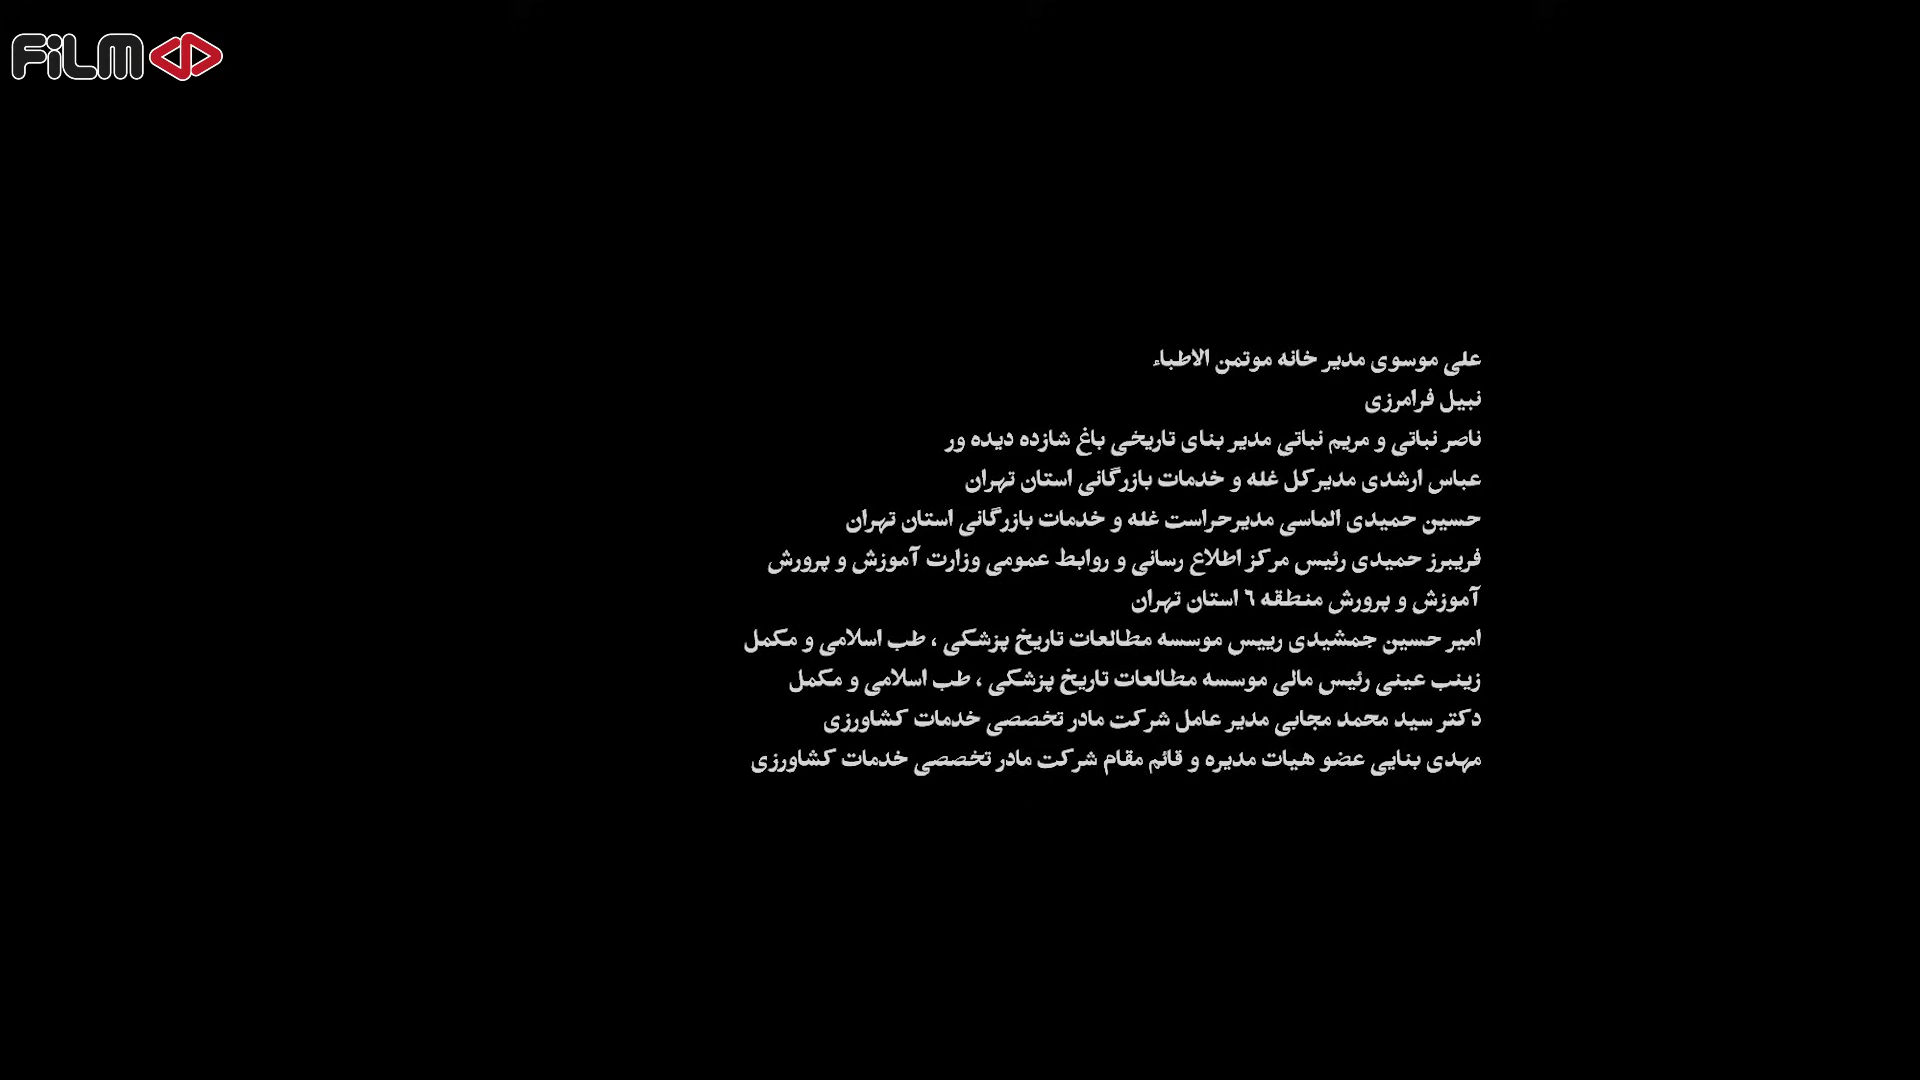 FiLM
علی موسوی مدیر خانه موتمن الاطباء
نبیل فرامرزی
ناصر نباتی و مریم نباتی مدیر بنای تاریخی باغ شازده دیده ور
عباس ارشدی مدیرکل غله و خدمات بازرگانی استان تهران
حسین حمیدی الماسی مدیرحراست غله و خدمات بازرگانی استان تهران
فریبرز حمیدی رئیس مرکز اطلاع رسانی و روابط عمومی وزارت آموزش و پرورش
آموزش و پرورش منطقه ٦ استان تهران
امیر حسین جمشیدی رییس موسسه مطالعات تاریخ پزشکی ، طب اسلامی و مکمل
زینب عینی رئیس مالی موسسه مطالعات تاریخ پزشکی ، طب اسلامی و مکمل
دکتر سید محمد مجابی مدیر عامل شرکت مادر تخصصی خدمات کشاورزی
مهدی بنایی عضو هیات مدیره و قائم مقام شرکت مادر تخصصی خدمات کشاورزی